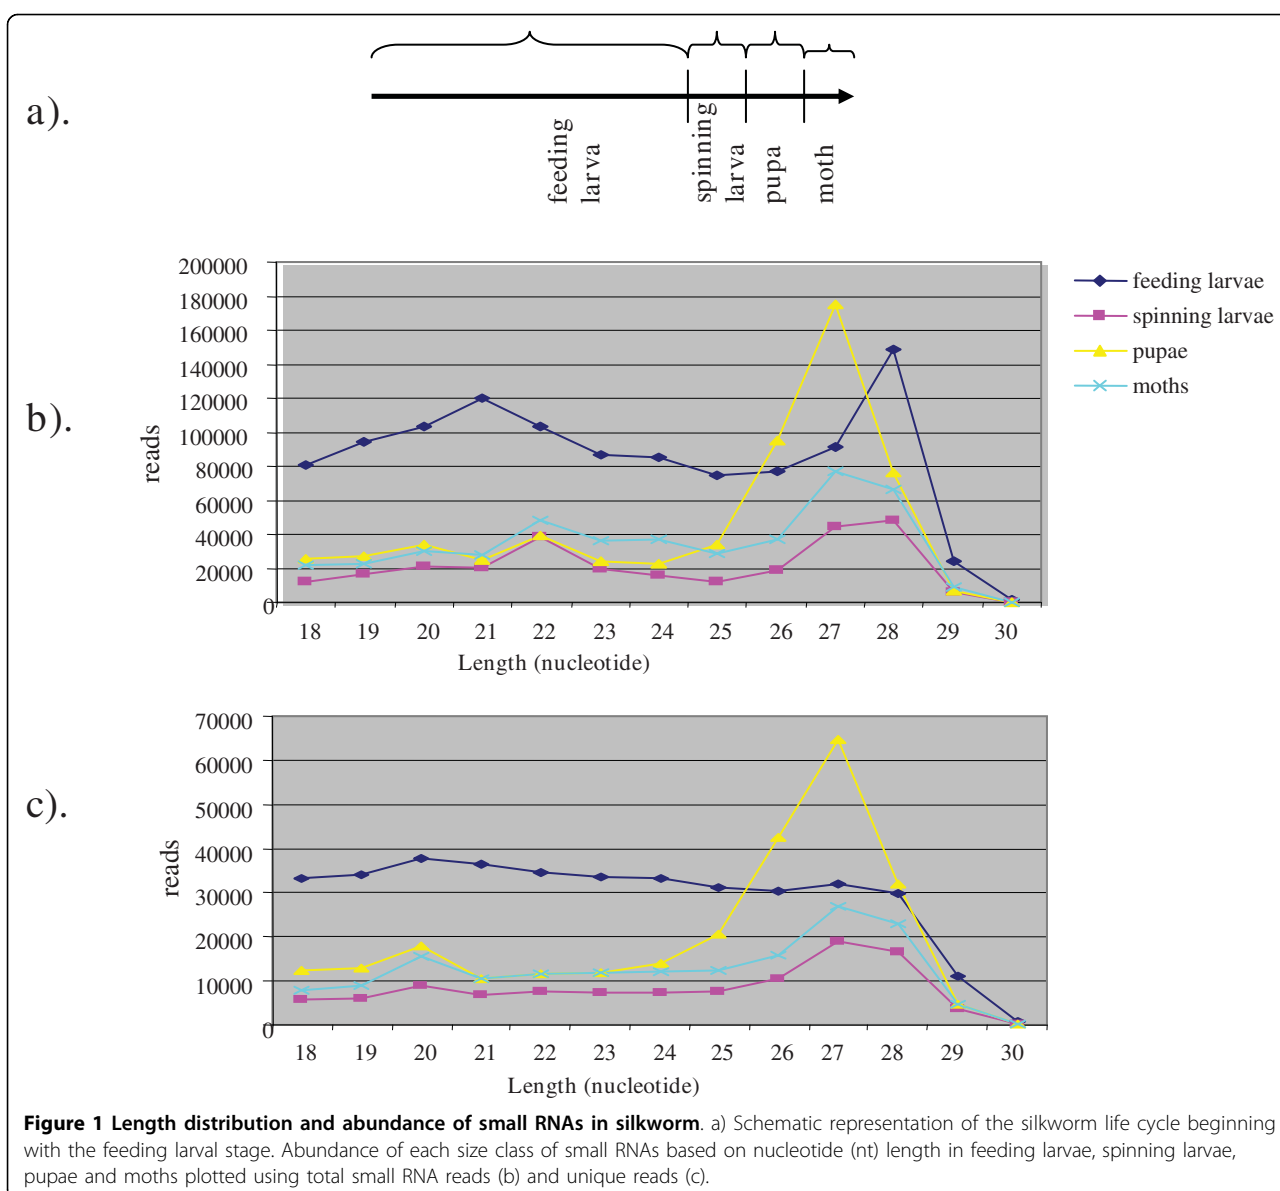 a).
feeding
larva
spinning
larva
pupa
moth
b).
reads
200000
180000
160000
140000
120000
100000
80000
60000
40000
20000
0
18 19 20 21 22 23 24 25 26 27 28 29 30
Length (nucleotide)
feeding larvae
spinning larvae
pupae
moths
c).
reads
70000
60000
50000
40000
30000
20000
10000
0
18 19 20 21 22 23 24 25 26 27 28 29 30
Length (nucleotide)
Figure 1 Length distribution and abundance of small RNAs in silkworm. a) Schematic representation of the silkworm life cycle beginning
with the feeding larval stage. Abundance of each size class of small RNAs based on nucleotide (nt) length in feeding larvae, spinning larvae,
pupae and moths plotted using total small RNA reads (b) and unique reads (c).